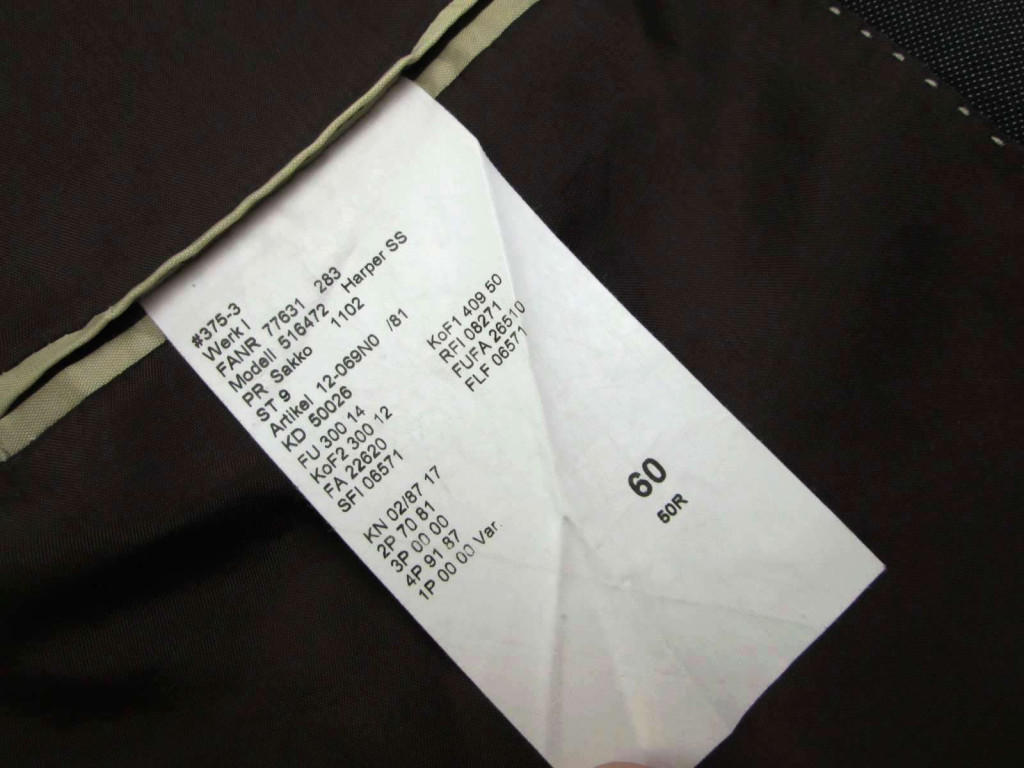 #375-3
Werk I
FANR 77631 283
Modell 516472 Harper SS
PR Sakko 1102
ST 9
Artikel 12-069N0 /81
KD 50026
FU 300 14 KoF1 409 50
KoF2 300 12 RFI 08271
FA 22620 FUFA 26510
SFI 06571 FLF 06571
KN 02/87 17
2P 70 81
3P 00 00
4P 91 87
1P 00 00 Var.
60
50R